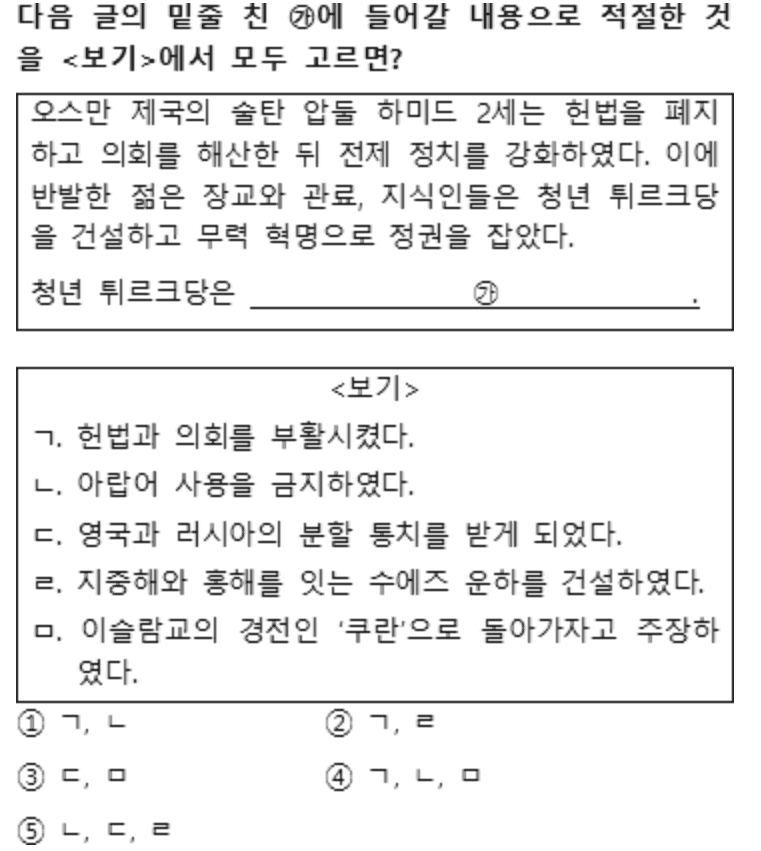 다음 글의 밑줄 친 ㉮에 들어갈 내용으로 적절한 것
을 <보기>에서 모두 고르면?
오스만 제국의 술탄 압둘 하미드 2세는 헌법을 폐지
하고 의회를 해산한 뒤 전제 정치를 강화하였다. 이에
반발한 젊은 장교와 관료, 지식인들은 청년 튀르크당
을 건설하고 무력 혁명으로 정권을 잡았다.
청년 튀르크당은 ㉮ .
<보기>
ㄱ. 헌법과 의회를 부활시켰다.
ㄴ. 아랍어 사용을 금지하였다.
ㄷ. 영국과 러시아의 분할 통치를 받게 되었다.
ㄹ. 지중해와 홍해를 잇는 수에즈 운하를 건설하였다.
ㅁ. 이슬람교의 경전인 '쿠란'으로 돌아가자고 주장하
였다.
① ㄱ, ㄴ ② ㄱ, ㄹ
③ ㄷ, ㅁ ④ ㄱ, ㄴ, ㅁ
⑤ ㄴ, ㄷ, ㄹ